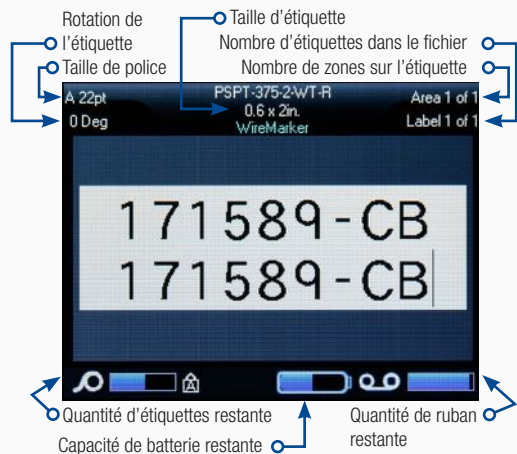 Rotation de
l'étiquette
Taille de police
Taille d'étiquette
Nombre d'étiquettes dans le fichier
Nombre de zones sur l'étiquette
A 22pt
0 Deg
PSPT-375-2-WT-R
0.6 x 2in.
WireMarker
Area 1 of 1
Label 1 of 1
171589-CB
171589-CB
A
Quantité d'étiquettes restante
Capacité de batterie restante
Quantité de ruban
restante